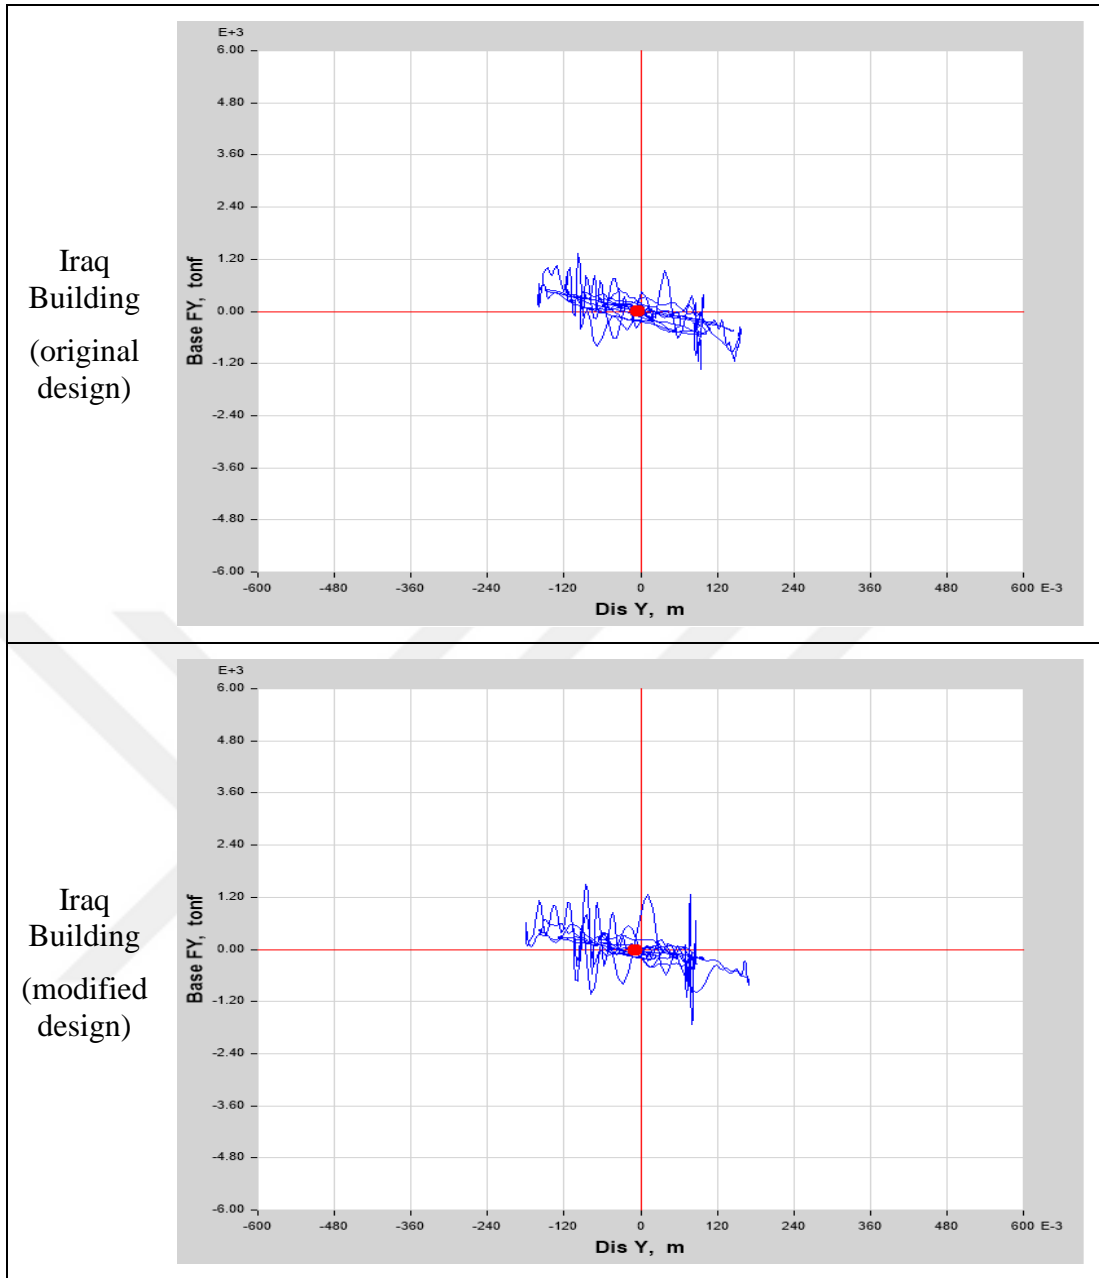 Iraq
Building
(original
design)
E+3
6.00
4.80
3.60
2.40
1.20
0.00
-1.20
-2.40
-3.60
-4.80
-6.00
Base FY, tonf
-600 -480 -360 -240 -120 0 120 240 360 480 600 E-3
Dis Y, m
Iraq
Building
(modified
design)
E+3
6.00
4.80
3.60
2.40
1.20
0.00
-1.20
-2.40
-3.60
-4.80
-6.00
Base FY, tonf
-600 -480 -360 -240 -120 0 120 240 360 480 600 E-3
Dis Y, m